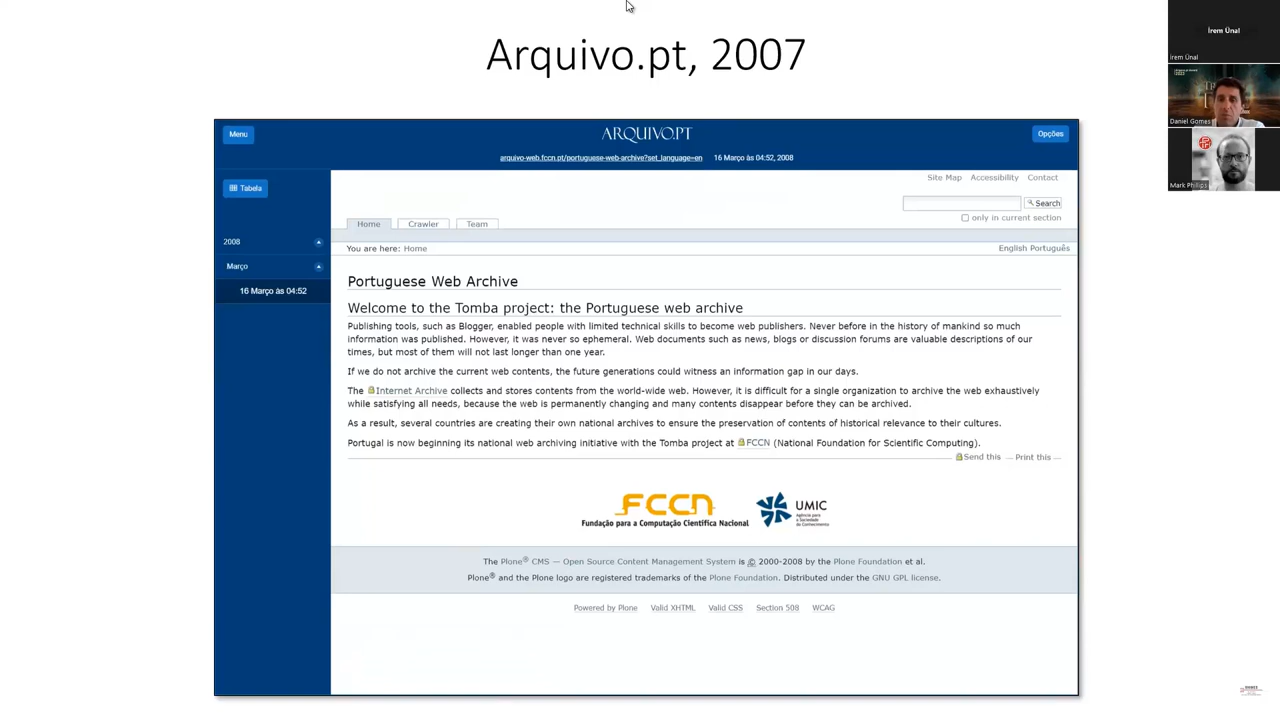 Arquivo.pt, 2007
Menu
ARQUIVO.PT
Opções
arquivo-web.fccn.pt/portuguese-web-archive?set_language=en 16 Março às 04:52, 2008
Tabela
2008
Março
16 Março às 04:52
Site Map Accessibility Contact
Search
only in current section
Home Crawler Team
You are here: Home
English Português
Portuguese Web Archive
Welcome to the Tomba project: the Portuguese web archive
Publishing tools, such as Blogger, enabled people with limited technical skills to become web publishers. Never before in the history of mankind so much
information was published. However, it was never so ephemeral. Web documents such as news, blogs or discussion forums are valuable descriptions of our
times, but most of them will not last longer than one year.
If we do not archive the current web contents, the future generations could witness an information gap in our days.
The Internet Archive collects and stores contents from the world-wide web. However, it is difficult for a single organization to archive the web exhaustively
while satisfying all needs, because the web is permanently changing and many contents disappear before they can be archived.
As a result, several countries are creating their own national archives to ensure the preservation of contents of historical relevance to their cultures.
Portugal is now beginning its national web archiving initiative with the Tomba project at FCCN (National Foundation for Scientific Computing).
Send this — Print this —
FCCN
Fundação para a Computação Científica Nacional
UMIC
Agência para
a Sociedade
do Conhecimento
The Plone® CMS — Open Source Content Management System is © 2000-2008 by the Plone Foundation et al.
Plone® and the Plone logo are registered trademarks of the Plone Foundation. Distributed under the GNU GPL license.
Powered by Plone Valid XHTML Valid CSS Section 508 WCAG
İrem Ünal
İrem Ünal
Daniel Gomes
Mark Phillips